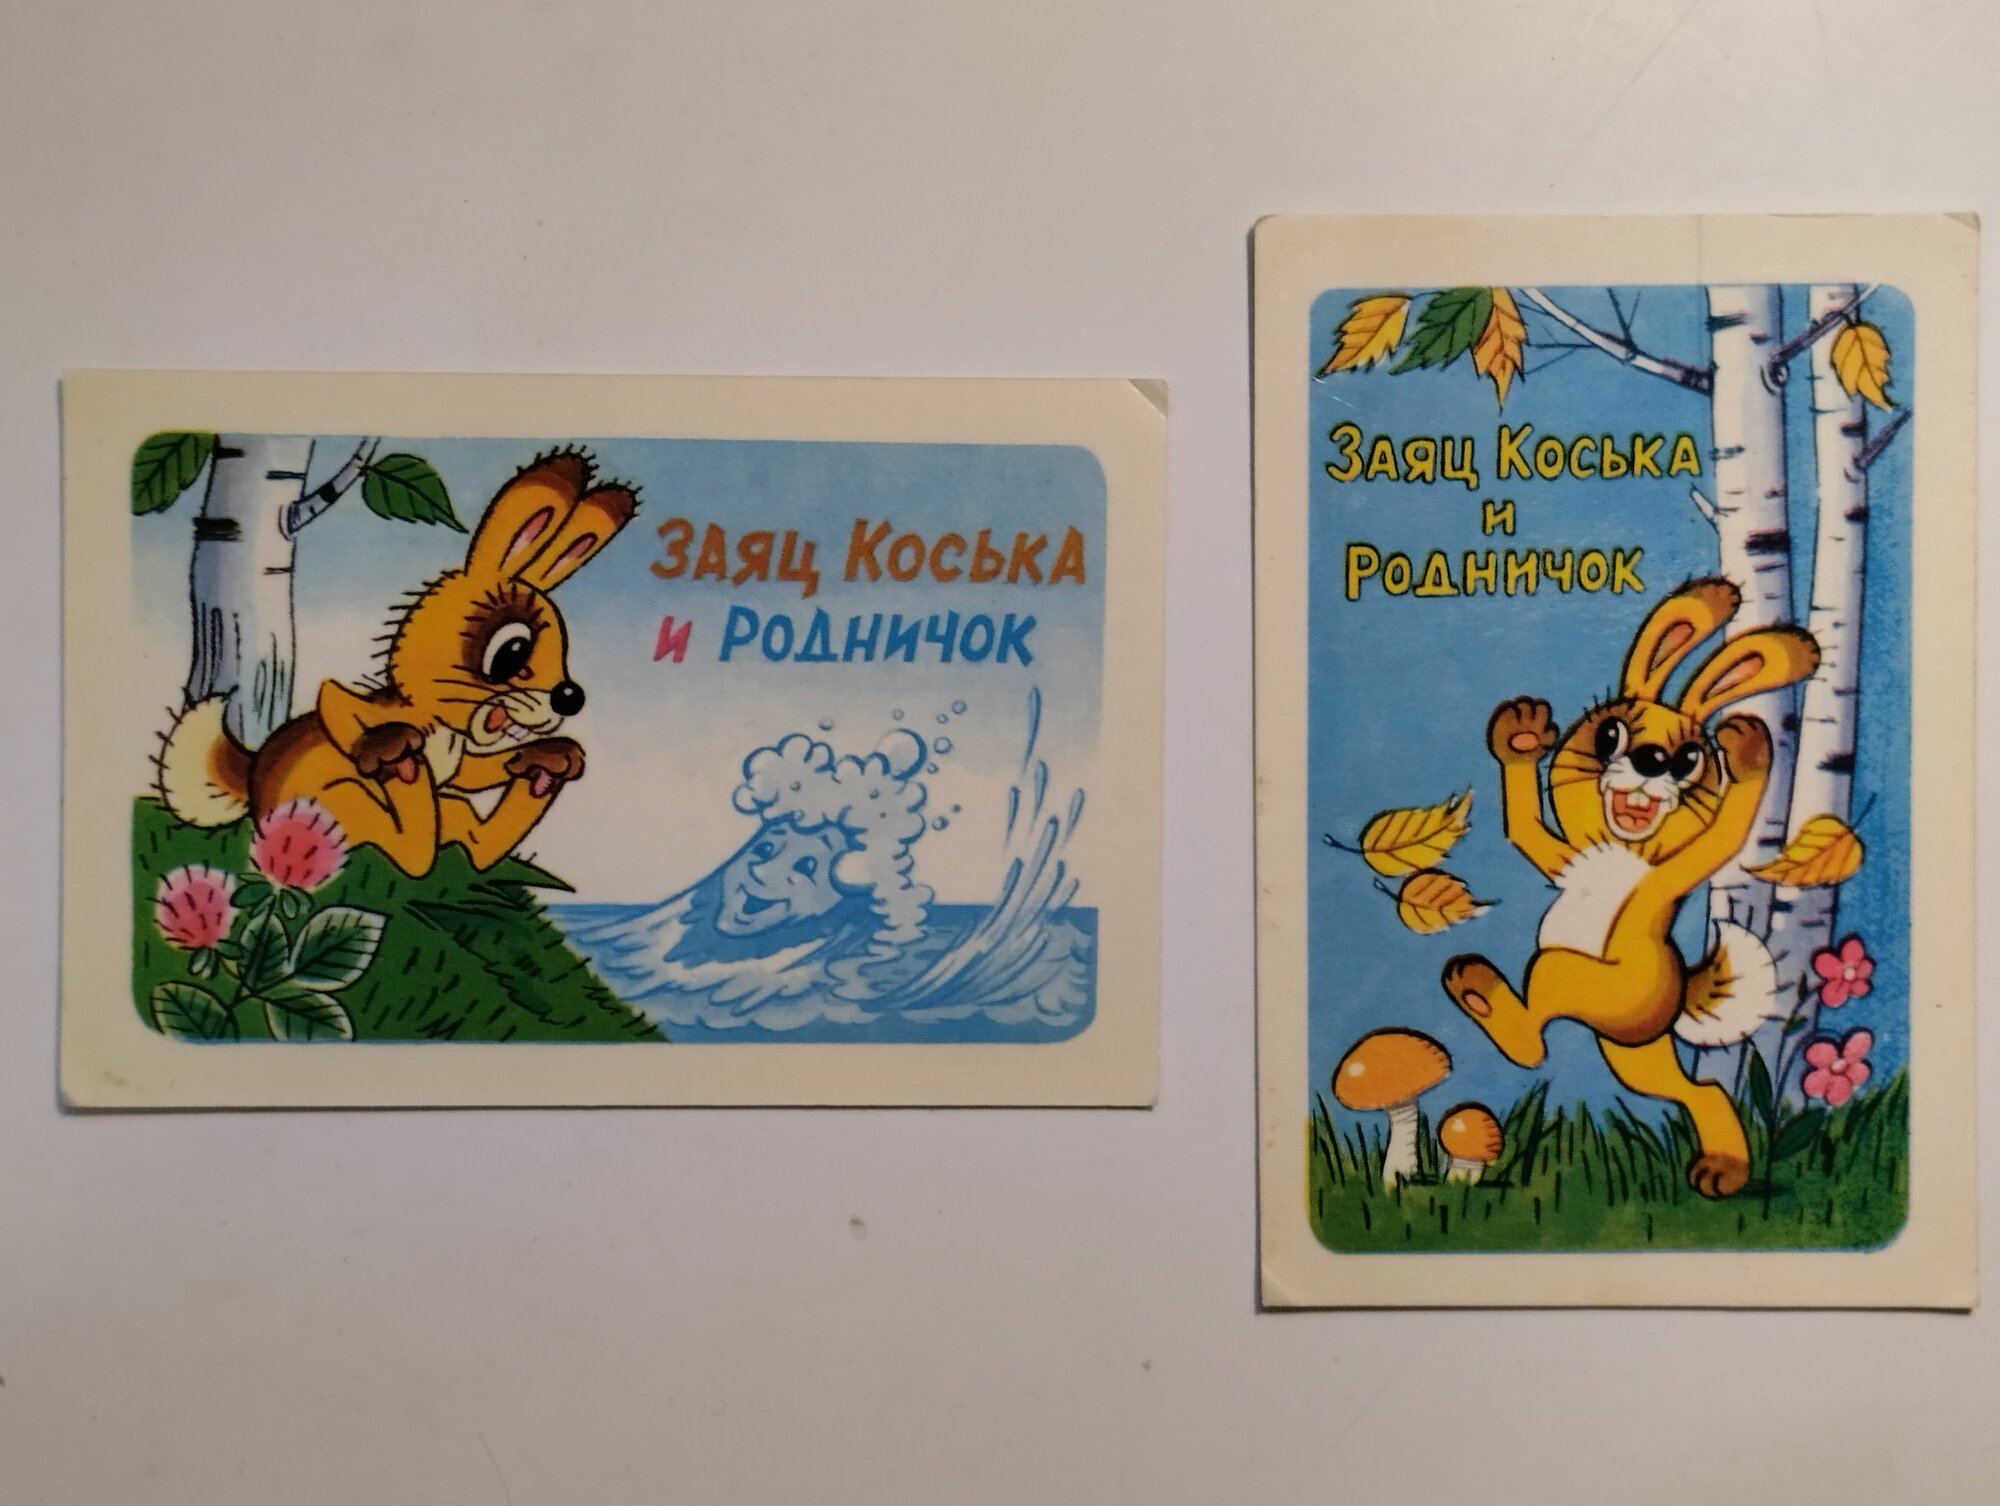 Заяц Коська
и Родничок
Заяц Коська
и
Родничок